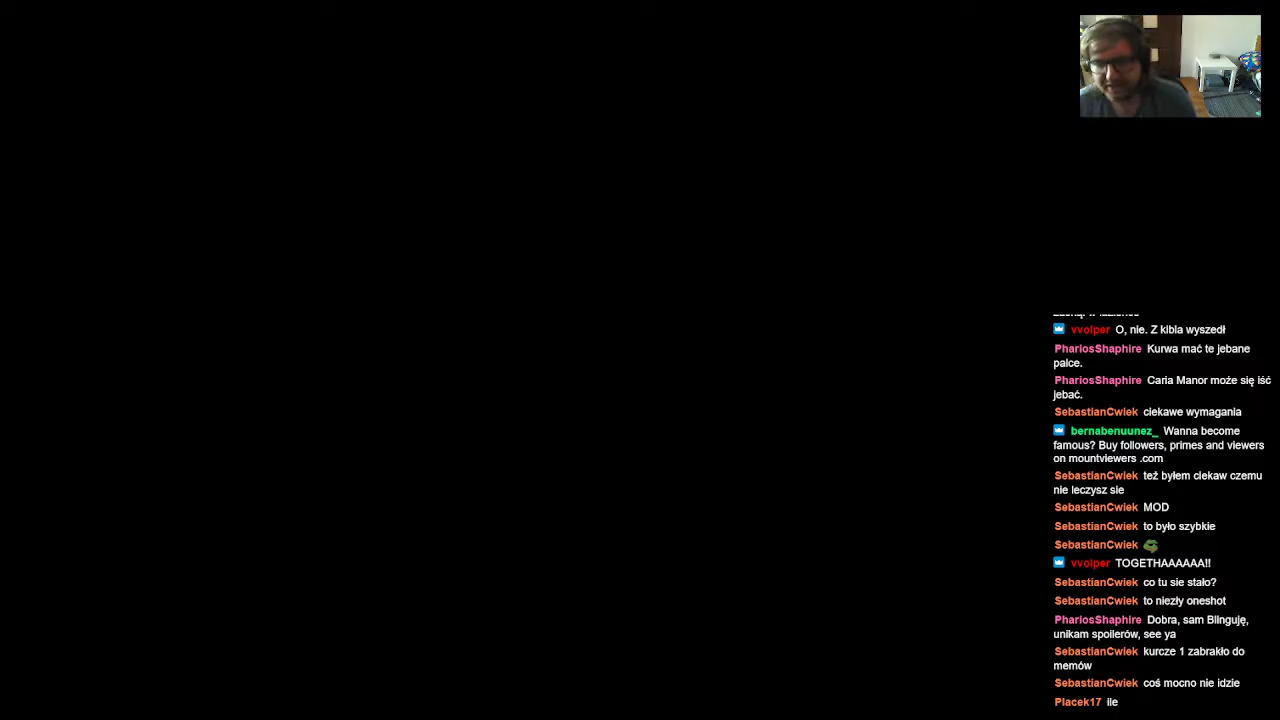 vvolper O, nie. Z kibla wyszedł
PhariosShaphire Kurwa mać te jebane
palce.
PhariosShaphire Caria Manor może się iść
jebać.
SebastianCwiek ciekawe wymagania
bernabenuunez_ Wanna become
famous? Buy followers, primes and viewers
on mountviewers .com
SebastianCwiek też byłem ciekaw czemu
nie leczysz sie
SebastianCwiek MOD
SebastianCwiek to było szybkie
SebastianCwiek
vvolper TOGETHAAAAAA!!
SebastianCwiek co tu sie stało?
SebastianCwiek to niezły oneshot
PhariosShaphire Dobra, sam Blinguję,
unikam spoilerów, see ya
SebastianCwiek kurcze 1 zabrakło do
memów
SebastianCwiek coś mocno nie idzie
Placek17 ile